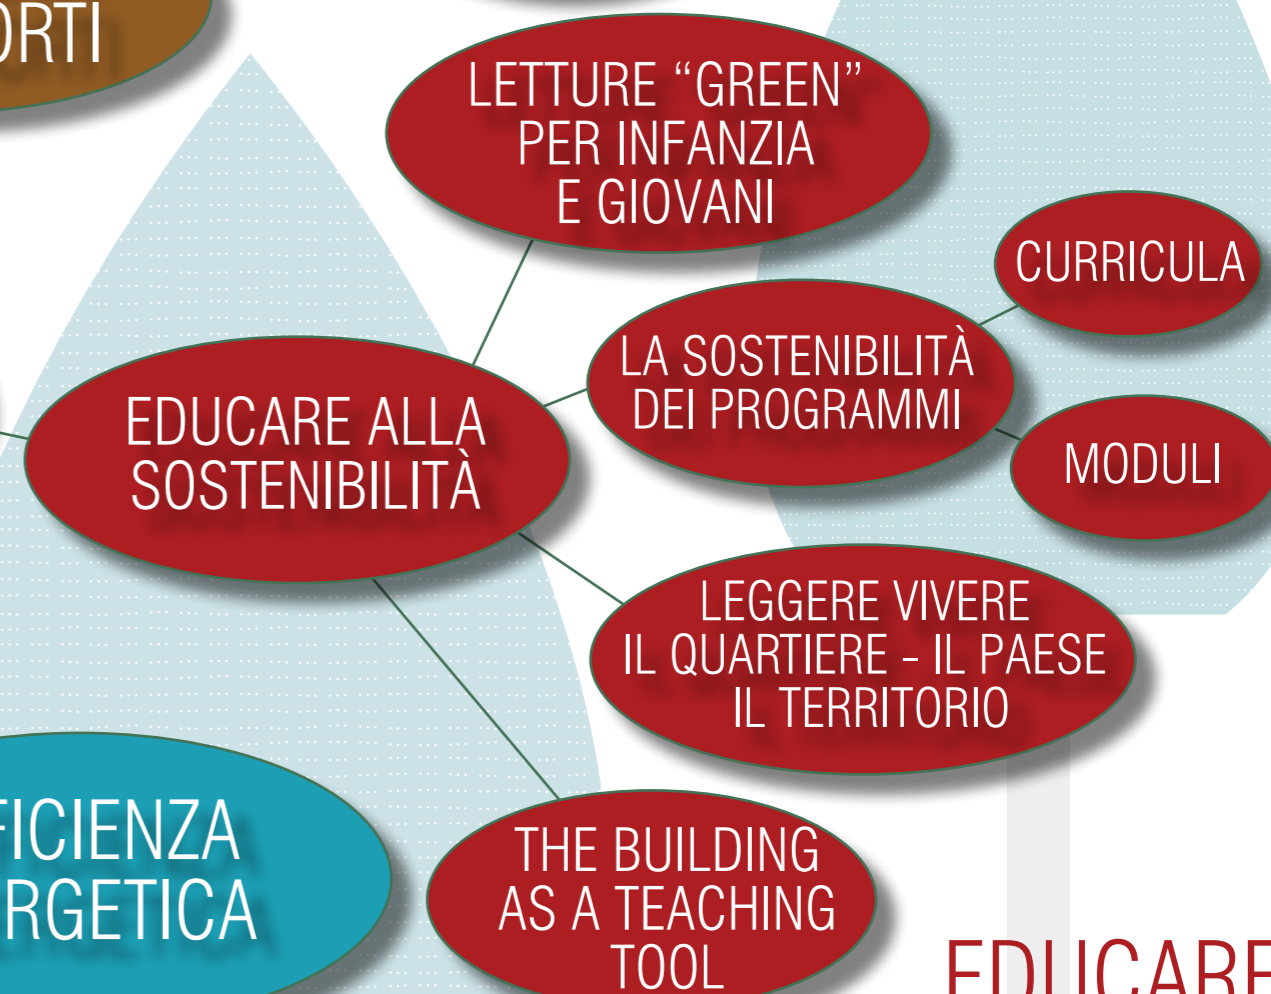 ORTI
LETTURE “GREEN”
PER INFANZIA
E GIOVANI
CURRICULA
LA SOSTENIBILITÀ
DEI PROGRAMMI
EDUCARE ALLA
SOSTENIBILITÀ
MODULI
LEGGERE VIVERE
IL QUARTIERE - IL PAESE
IL TERRITORIO
FICIENZA
RGETICA
THE BUILDING
AS A TEACHING
TOOL
EDUCARE